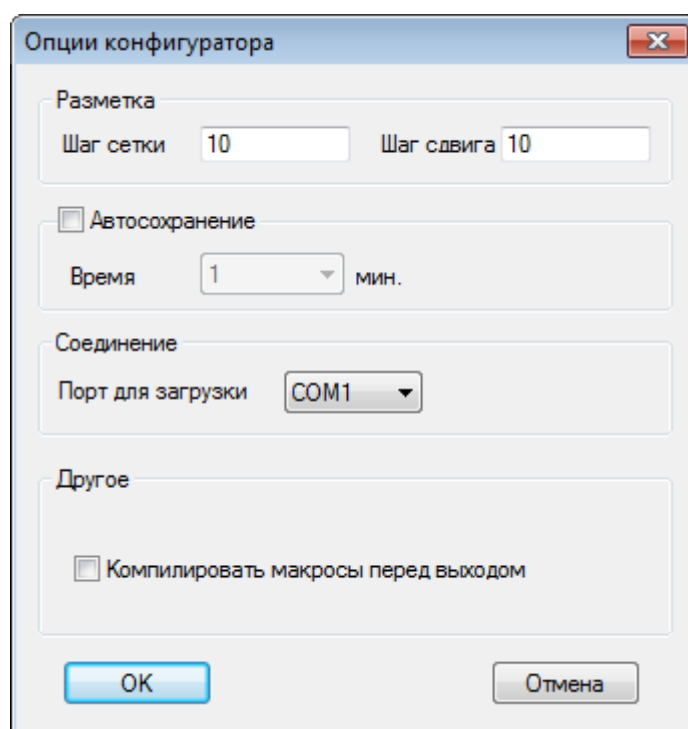 Опции конфигуратора
Разметка
Шаг сетки 10 Шаг сдвига 10
Автосохранение
Время 1 мин.
Соединение
Порт для загрузки COM1
Другое
Компилировать макросы перед выходом
OK Отмена